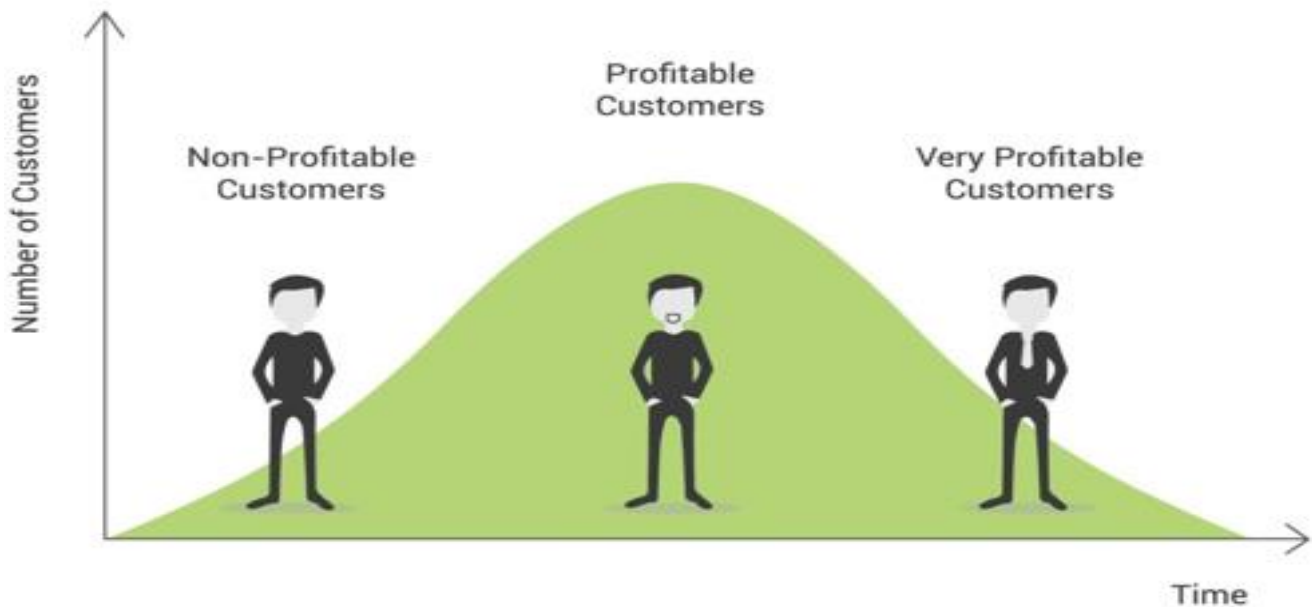 Number of Customers
Non-Profitable
Customers
Profitable
Customers
Very Profitable
Customers
Time